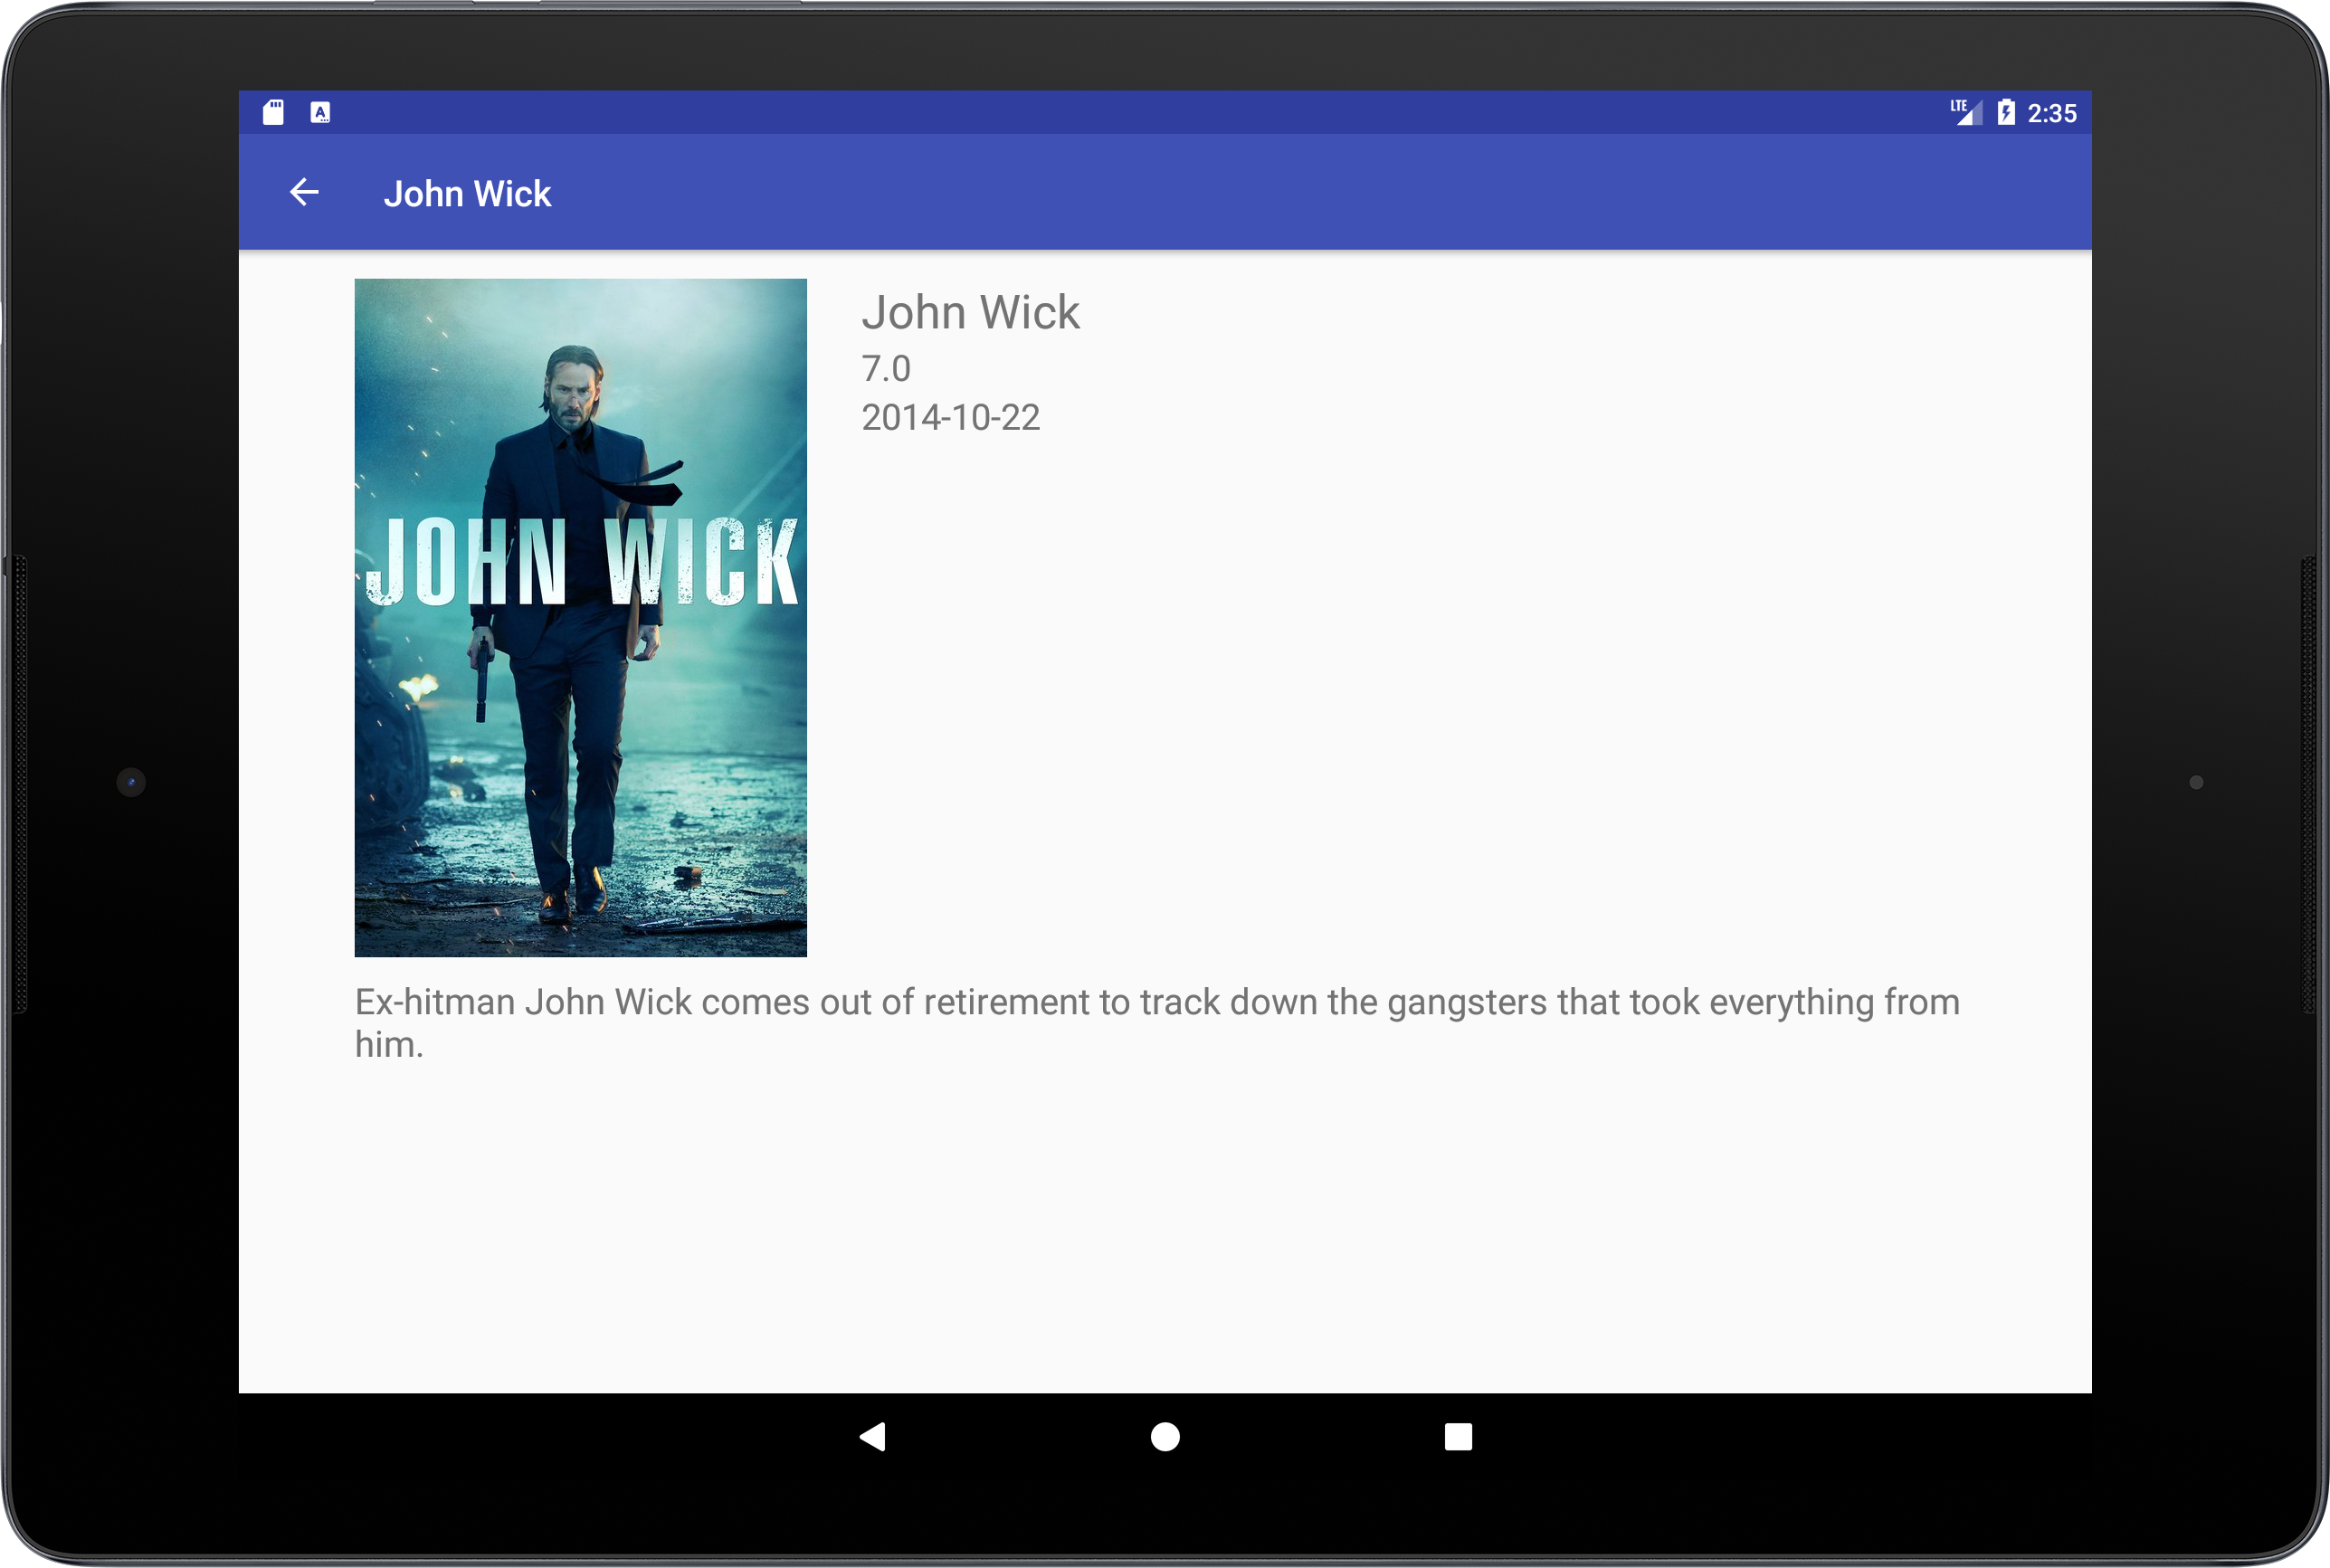 A
LTE
2:35
John Wick
John Wick
7.0
2014-10-22
JOHN WICK
Ex-hitman John Wick comes out of retirement to track down the gangsters that took everything from
him.